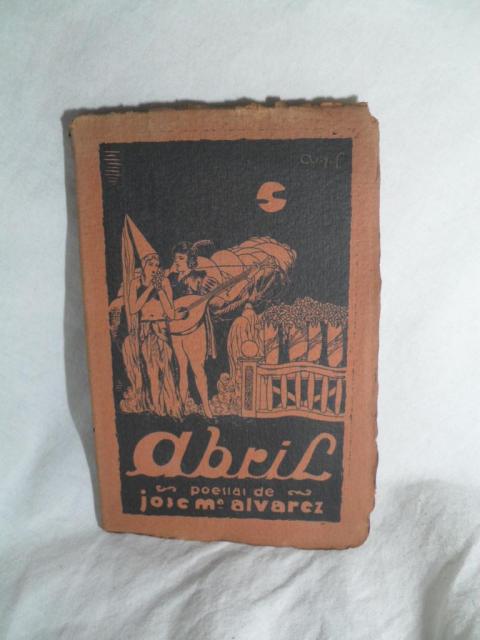 abril
poesías de
jose mª alvarez